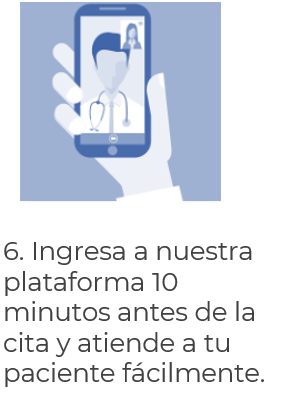 6. Ingresa a nuestra
plataforma 10
minutos antes de la
cita y atiende a tu
paciente fácilmente.